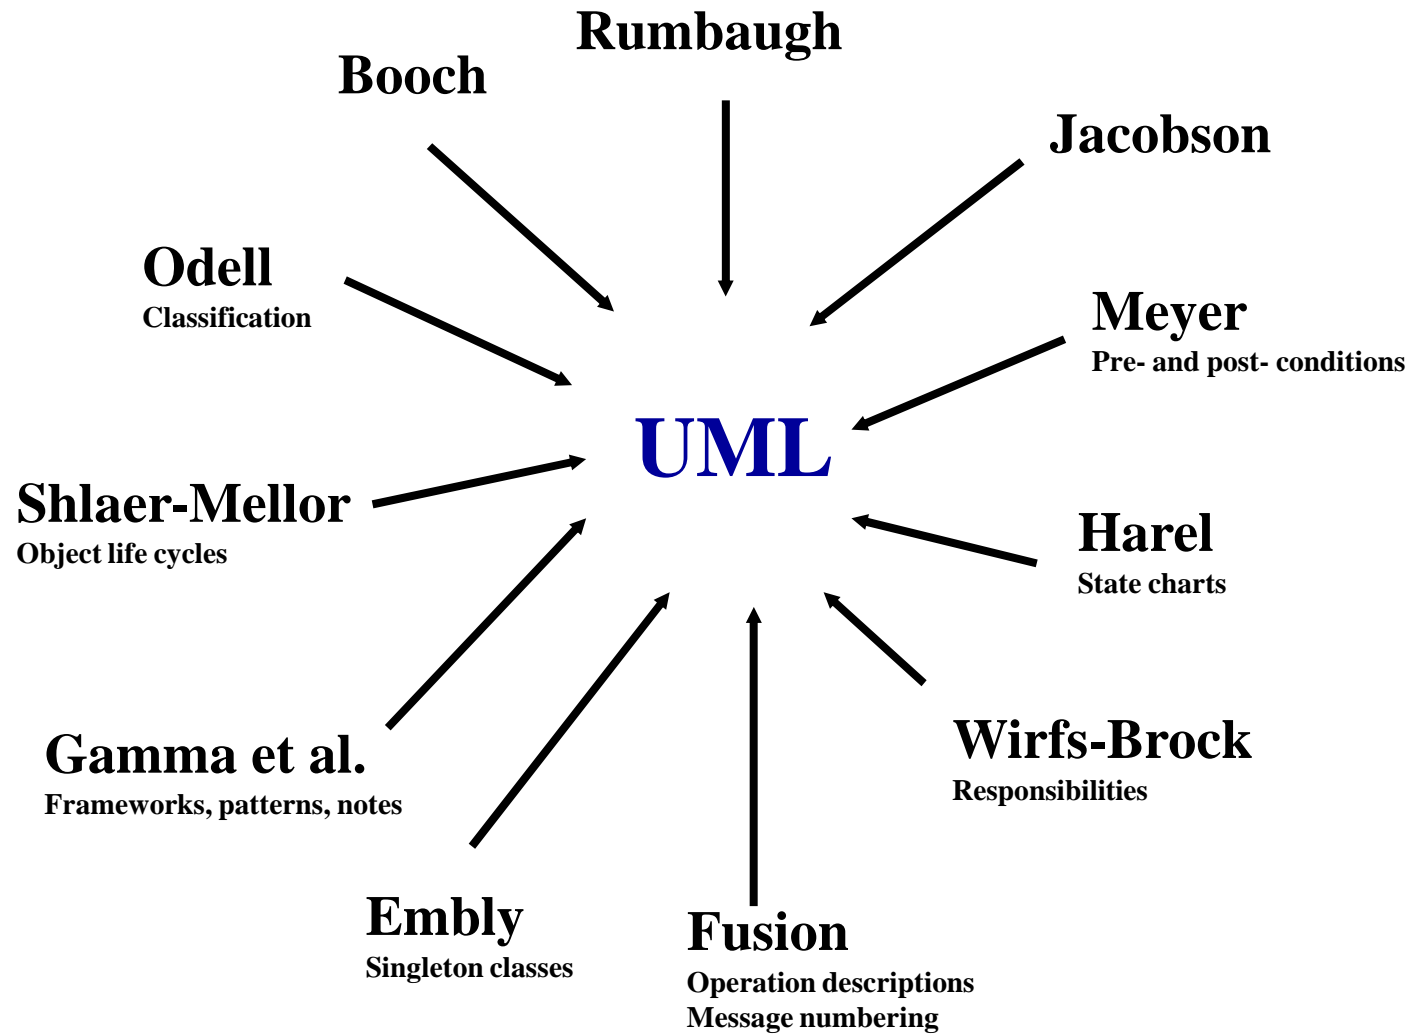 Rumbaugh
Booch
Jacobson
Odell
Classification
Meyer
Pre- and post- conditions
UML
Shlaer-Mellor
Object life cycles
Harel
State charts
Gamma et al.
Frameworks, patterns, notes
Wirfs-Brock
Responsibilities
Embly
Singleton classes
Fusion
Operation descriptions
Message numbering